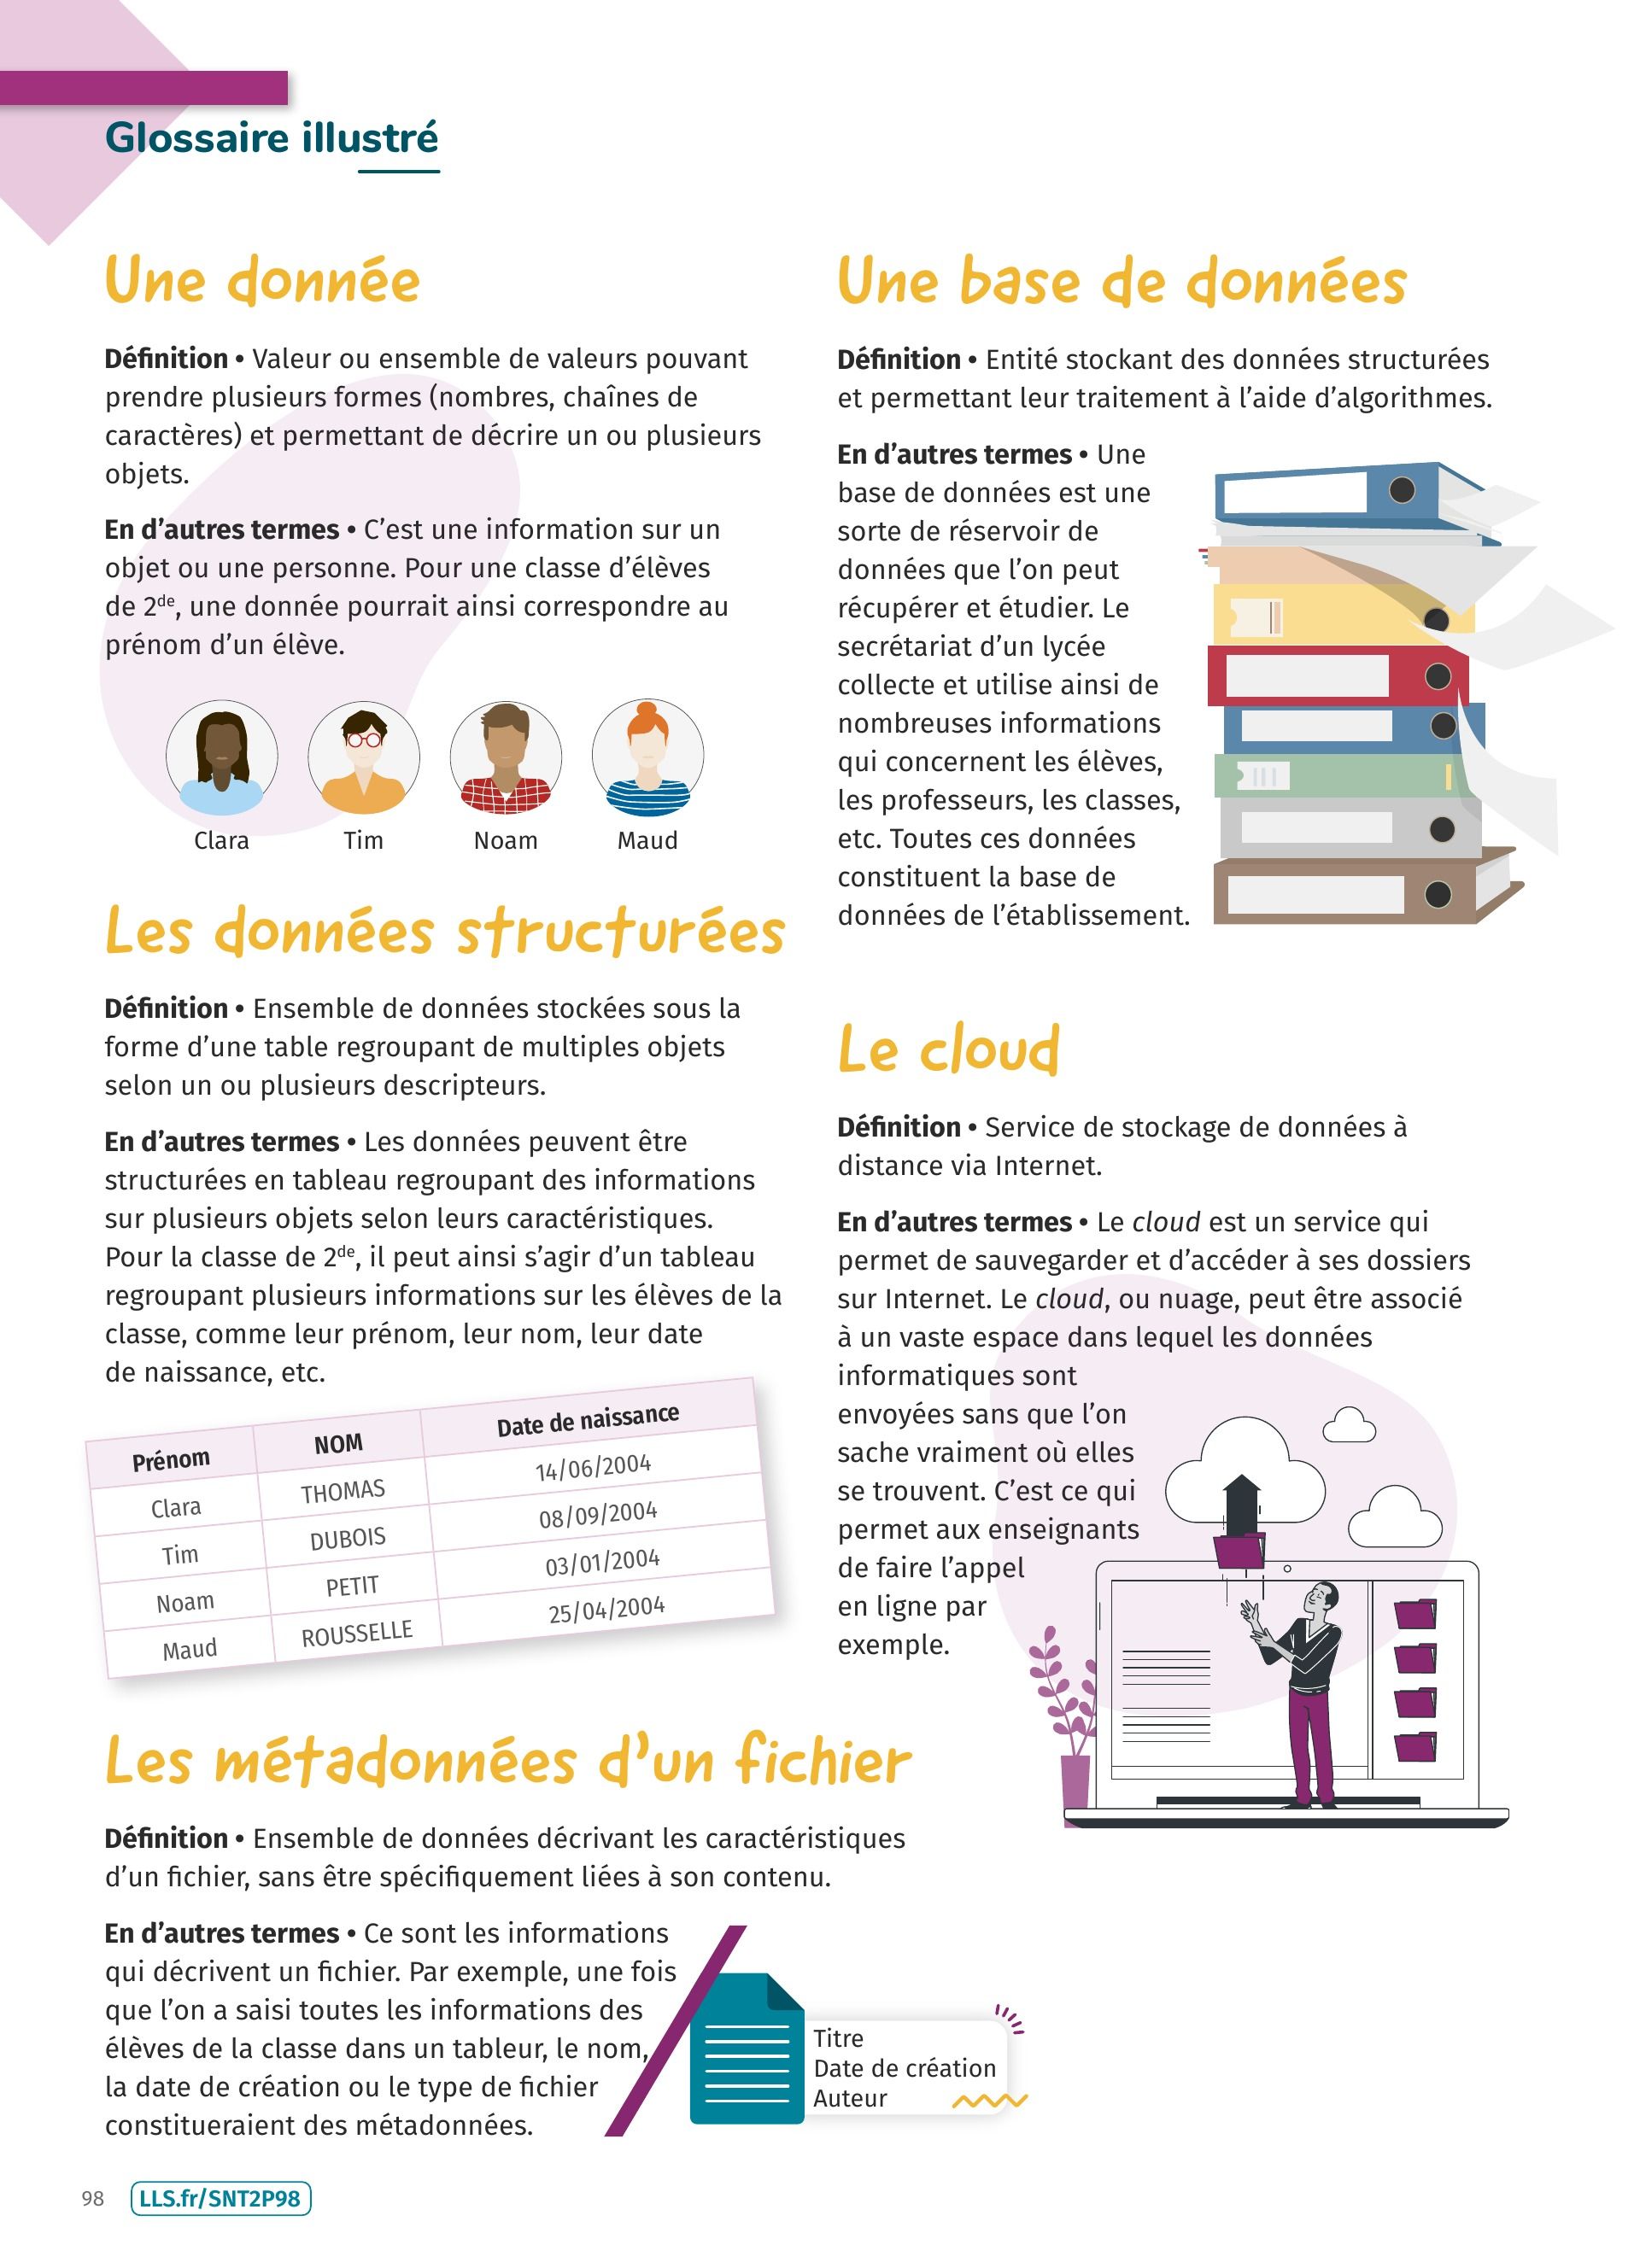 Glossaire illustré
Une donnée
Définition • Valeur ou ensemble de valeurs pouvant
prendre plusieurs formes (nombres, chaînes de
caractères) et permettant de décrire un ou plusieurs
objets.
En d’autres termes • C’est une information sur un
objet ou une personne. Pour une classe d’élèves
de 2de, une donnée pourrait ainsi correspondre au
prénom d’un élève.
Clara Tim Noam Maud
Les données structurées
Définition • Ensemble de données stockées sous la
forme d’une table regroupant de multiples objets
selon un ou plusieurs descripteurs.
En d’autres termes • Les données peuvent être
structurées en tableau regroupant des informations
sur plusieurs objets selon leurs caractéristiques.
Pour la classe de 2de, il peut ainsi s’agir d’un tableau
regroupant plusieurs informations sur les élèves de la
classe, comme leur prénom, leur nom, leur date
de naissance, etc.
Prénom NOM Date de naissance
Clara THOMAS 14/06/2004
Tim DUBOIS 08/09/2004
Noam PETIT 03/01/2004
Maud ROUSSELLE 25/04/2004
Les métadonnées d’un fichier
Définition • Ensemble de données décrivant les caractéristiques
d’un fichier, sans être spécifiquement liées à son contenu.
En d’autres termes • Ce sont les informations
qui décrivent un fichier. Par exemple, une fois
que l’on a saisi toutes les informations des
élèves de la classe dans un tableur, le nom,
la date de création ou le type de fichier
constitueraient des métadonnées.
Titre
Date de création
Auteur
Une base de données
Définition • Entité stockant des données structurées
et permettant leur traitement à l’aide d’algorithmes.
En d’autres termes • Une
base de données est une
sorte de réservoir de
données que l’on peut
récupérer et étudier. Le
secrétariat d’un lycée
collecte et utilise ainsi de
nombreuses informations
qui concernent les élèves,
les professeurs, les classes,
etc. Toutes ces données
constituent la base de
données de l’établissement.
Le cloud
Définition • Service de stockage de données à
distance via Internet.
En d’autres termes • Le cloud est un service qui
permet de sauvegarder et d’accéder à ses dossiers
sur Internet. Le cloud, ou nuage, peut être associé
à un vaste espace dans lequel les données
informatiques sont
envoyées sans que l’on
sache vraiment où elles
se trouvent. C’est ce qui
permet aux enseignants
de faire l’appel
en ligne par
exemple.
98 LLS.fr/SNT2P98